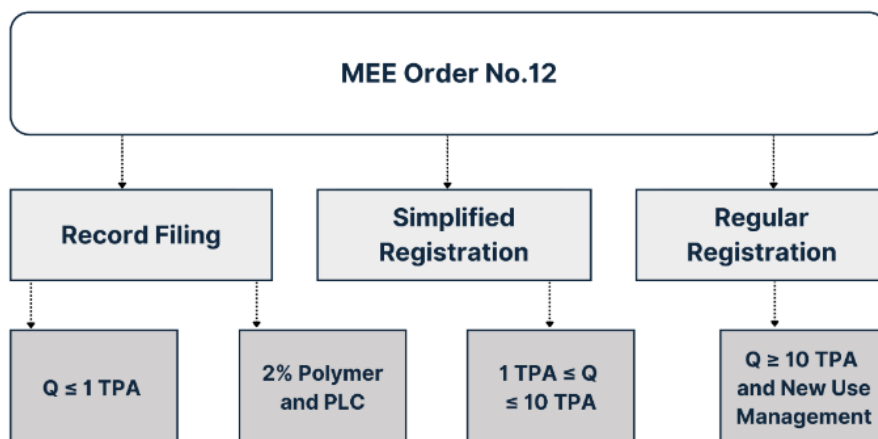 MEE Order No.12
Record Filing
Simplified
Registration
Regular
Registration
Q ≤ 1 TPA
2% Polymer
and PLC
1 TPA ≤ Q
≤ 10 TPA
Q ≥ 10 TPA
and New Use
Management